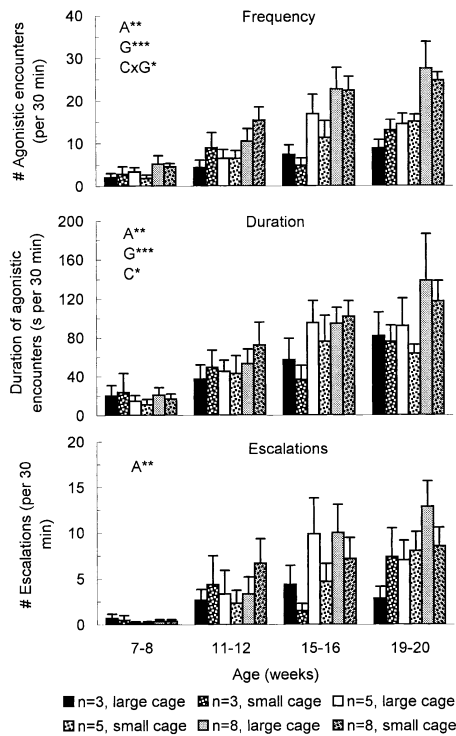 Frequency
A**
G***
CxG*
# Agonistic encounters
(per 30 min)
40
30
20
10
0
Duration
A**
G***
C*
Duration of agonistic
encounters (s per 30 min)
200
160
120
80
40
0
Escalations
A**
# Escalations (per 30
min)
20
15
10
5
0
7-8 11-12 15-16 19-20
Age (weeks)
n=3, large cage n=3, small cage n=5, large cage
n=5, small cage n=8, large cage n=8, small cage